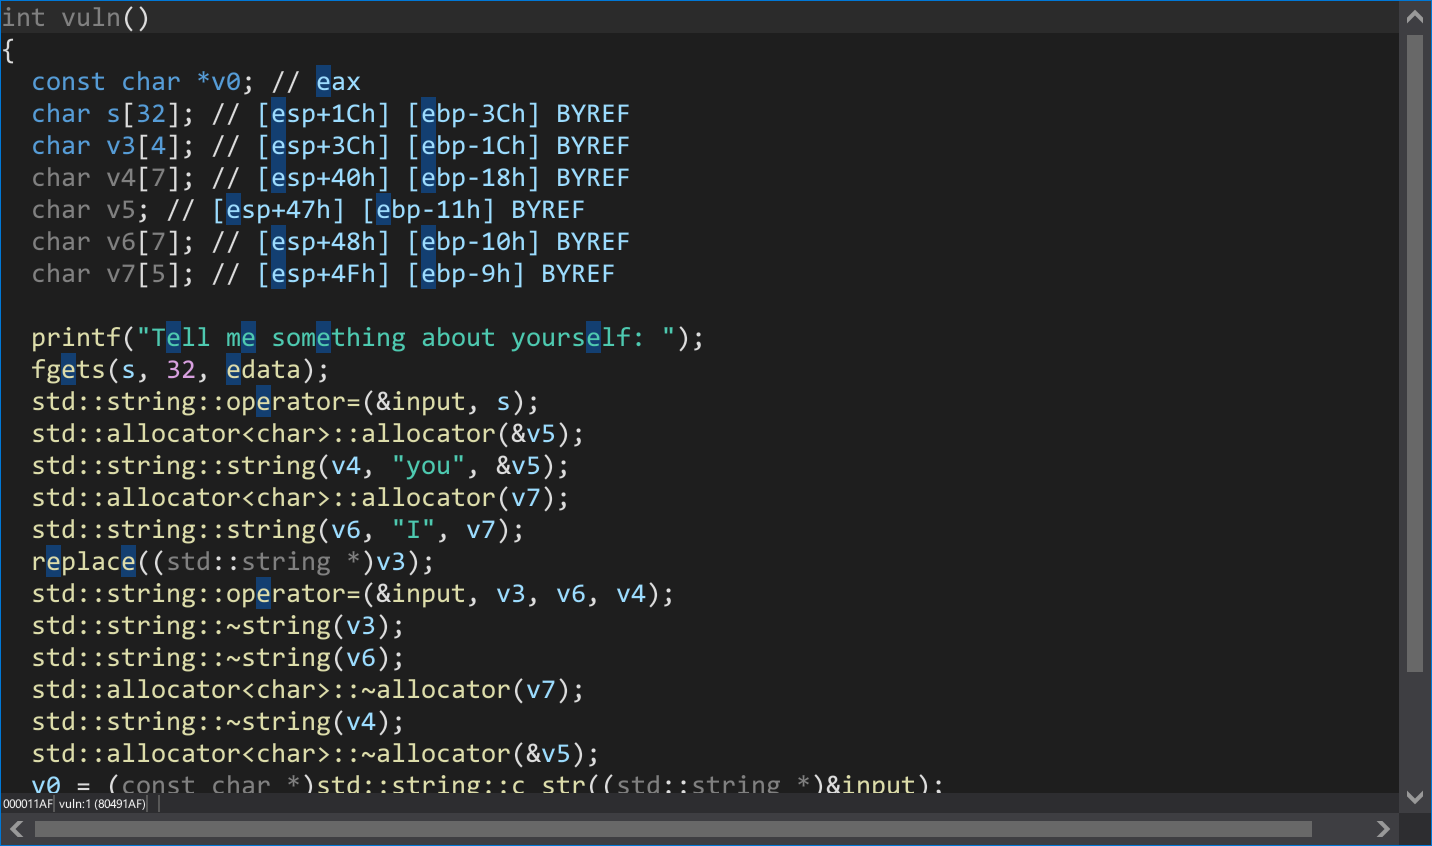 int vuln()
{
  const char *v0; // eax
  char s[32]; // [esp+1Ch] [ebp-3Ch] BYREF
  char v3[4]; // [esp+3Ch] [ebp-1Ch] BYREF
  char v4[7]; // [esp+40h] [ebp-18h] BYREF
  char v5; // [esp+47h] [ebp-11h] BYREF
  char v6[7]; // [esp+48h] [ebp-10h] BYREF
  char v7[5]; // [esp+4Fh] [ebp-9h] BYREF

  printf("Tell me something about yourself: ");
  fgets(s, 32, edata);
  std::string::operator=(&input, s);
  std::allocator<char>::allocator(&v5);
  std::string::string(v4, "you", &v5);
  std::allocator<char>::allocator(v7);
  std::string::string(v6, "I", v7);
  replace((std::string *)v3);
  std::string::operator=(&input, v3, v6, v4);
  std::string::~string(v3);
  std::string::~string(v6);
  std::allocator<char>::~allocator(v7);
  std::string::~string(v4);
  std::allocator<char>::~allocator(&v5);
  v0 = (const char *)std::string::c_str((std::string *)&input);
000011AF vuln:1 (80491AF)